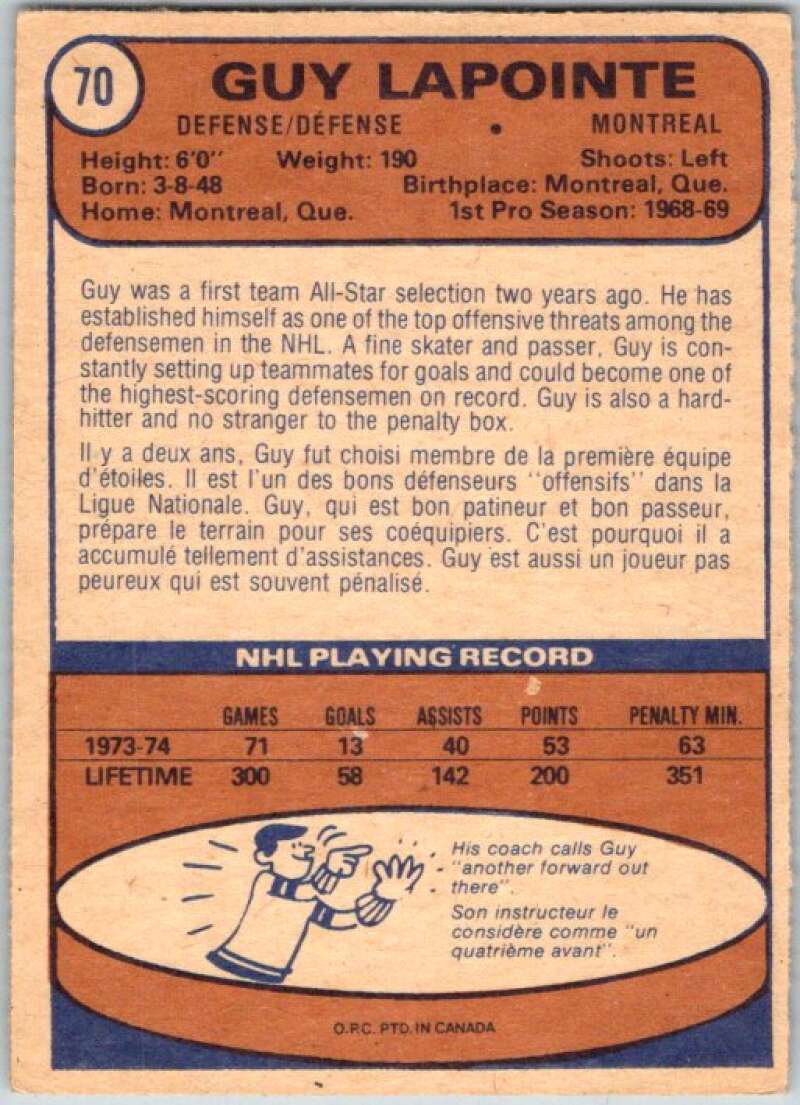 70
GUY LAPOINTE
DEFENSE/DÉFENSE • MONTREAL
Height: 6'0" Weight: 190 Shoots: Left
Born: 3-8-48 Birthplace: Montreal, Que.
Home: Montreal, Que. 1st Pro Season: 1968-69
Guy was a first team All-Star selection two years ago. He has
established himself as one of the top offensive threats among the
defensemen in the NHL. A fine skater and passer, Guy is con-
stantly setting up teammates for goals and could become one of
the highest-scoring defensemen on record. Guy is also a hard-
hitter and no stranger to the penalty box.
Il y a deux ans, Guy fut choisi membre de la première équipe
d'étoiles. Il est l'un des bons défenseurs "offensifs" dans la
Ligue Nationale. Guy, qui est bon patineur et bon passeur,
prépare le terrain pour ses coéquipiers. C'est pourquoi il a
accumulé tellement d'assistances. Guy est aussi un joueur pas
peureux qui est souvent pénalisé.
NHL PLAYING RECORD
GAMES GOALS ASSISTS POINTS PENALTY MIN.
1973-74 71 13 40 53 63
LIFETIME 300 58 142 200 351
His coach calls Guy
"another forward out
there".
Son instructeur le
considère comme "un
quatrième avant".
O.P.C. PTD. IN CANADA